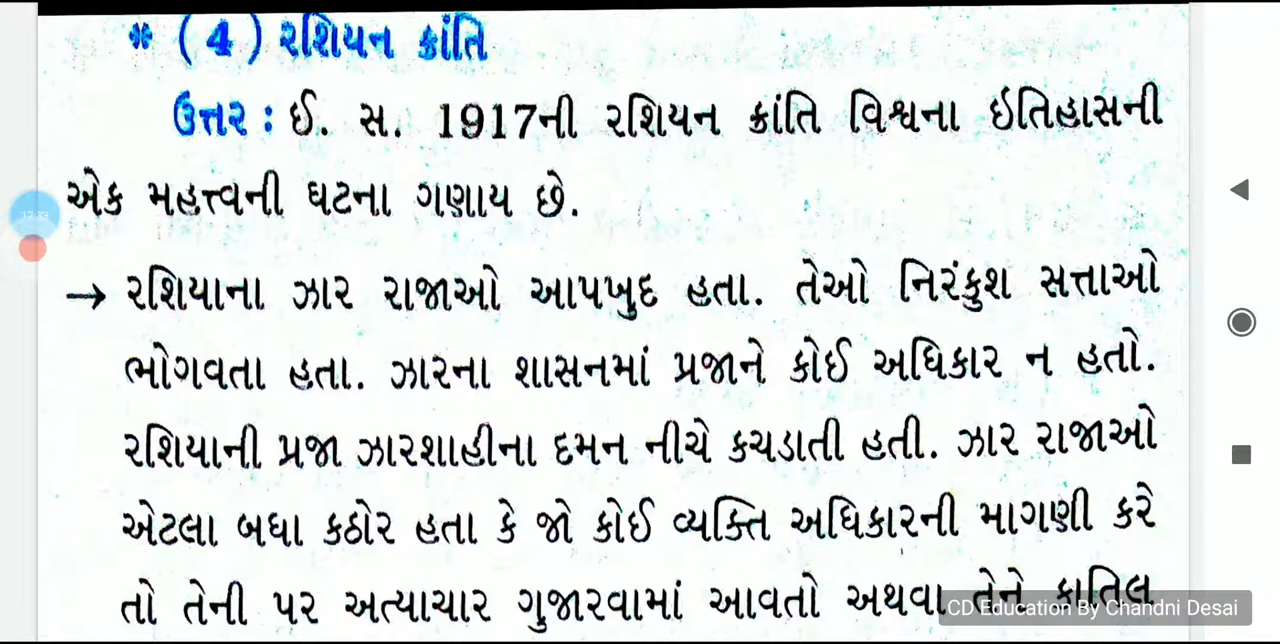 * (4) રશિયન ક્રાંતિ
ઉત્તર : ઈ. સ. 1917ની રશિયન ક્રાંતિ વિશ્વના ઇતિહાસની
એક મહત્ત્વની ઘટના ગણાય છે.
→ રશિયાના ઝાર રાજાઓ આપખુદ હતા. તેઓ નિરંકુશ સત્તાઓ
ભોગવતા હતા. ઝારના શાસનમાં પ્રજાને કોઈ અધિકાર ન હતો.
રશિયાની પ્રજા ઝારશાહીના દમન નીચે કચડાતી હતી. ઝાર રાજાઓ
એટલા બધા કઠોર હતા કે જો કોઈ વ્યક્તિ અધિકારની માગણી કરે
તો તેની પર અત્યાચાર ગુજારવામાં આવતો અથવા તેને કાતિલ
CD Education By Chandni Desai